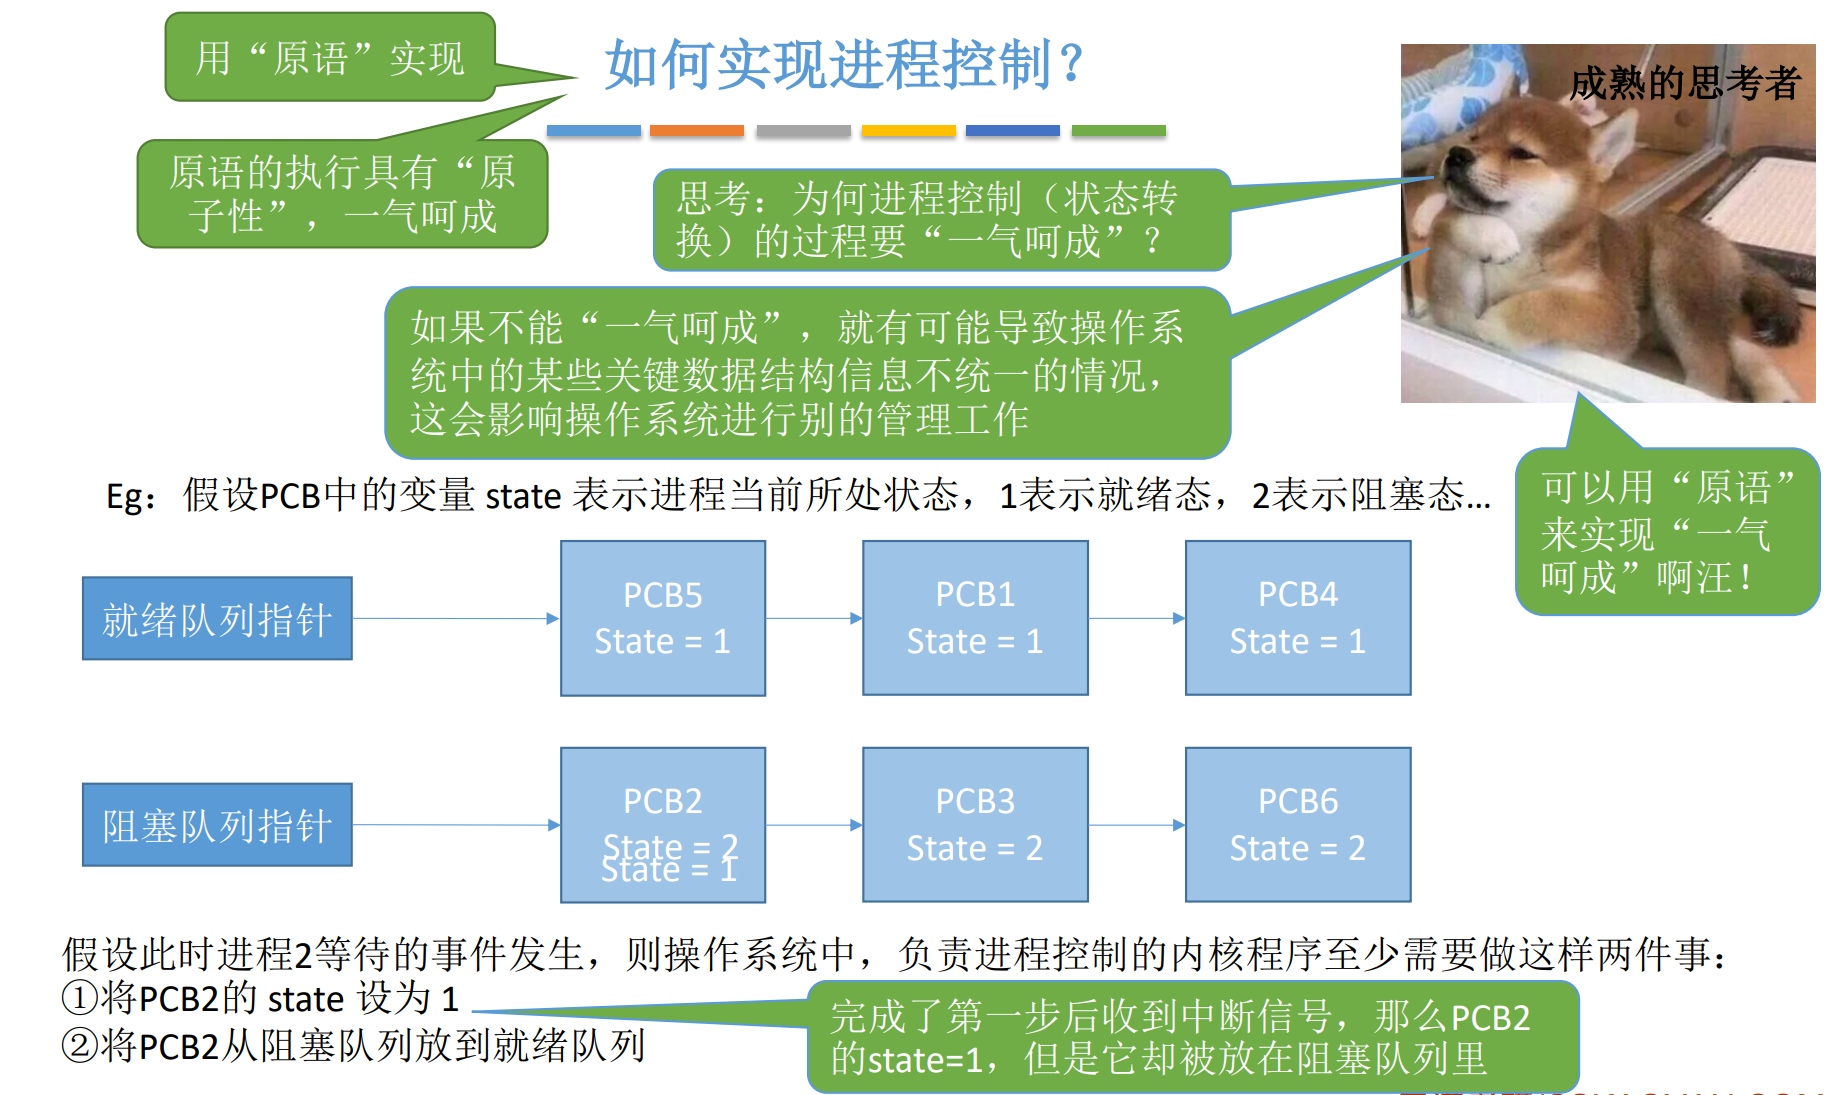 用“原语”实现
如何实现进程控制？
成熟的思考者
原语的执行具有“原
子性”，一气呵成
思考：为何进程控制（状态转
换）的过程要“一气呵成”？
如果不能“一气呵成”，就有可能导致操作系
统中的某些关键数据结构信息不统一的情况，
这会影响操作系统进行别的管理工作
可以用“原语”
来实现“一气
呵成”啊汪！
Eg：假设PCB中的变量 state 表示进程当前所处状态，1表示就绪态，2表示阻塞态...
就绪队列指针
PCB5
State = 1
PCB1
State = 1
PCB4
State = 1
阻塞队列指针
PCB2
State = 2
State = 1
PCB3
State = 2
PCB6
State = 2
假设此时进程2等待的事件发生，则操作系统中，负责进程控制的内核程序至少需要做这样两件事：
①将PCB2的 state 设为 1
②将PCB2从阻塞队列放到就绪队列
完成了第一步后收到中断信号，那么PCB2
的state=1，但是它却被放在阻塞队列里